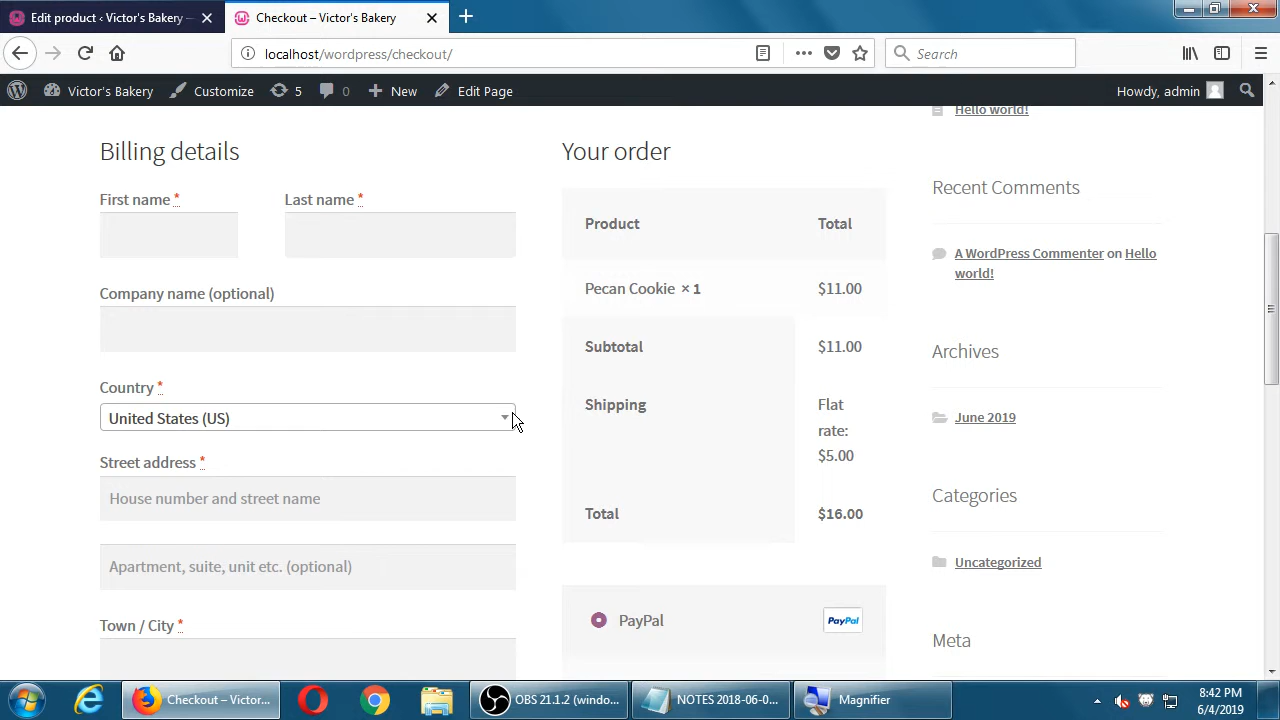 Edit product ‹ Victor's Bakery —
Checkout – Victor's Bakery
localhost/wordpress/checkout/
Search
Victor's Bakery
Customize
5
0
New
Edit Page
Howdy, admin
Billing details
First name *
Last name *
Company name (optional)
Country *
United States (US)
Street address *
House number and street name
Apartment, suite, unit etc. (optional)
Town / City *
Your order
Product Total
Pecan Cookie × 1 $11.00
Subtotal $11.00
Shipping Flat
rate:
$5.00
Total $16.00
PayPal
PayPal
Hello world!
Recent Comments
A WordPress Commenter on Hello
world!
Archives
June 2019
Categories
Uncategorized
Meta
Checkout – Victor...
OBS 21.1.2 (windo...
NOTES 2018-06-0...
Magnifier
8:42 PM
6/4/2019